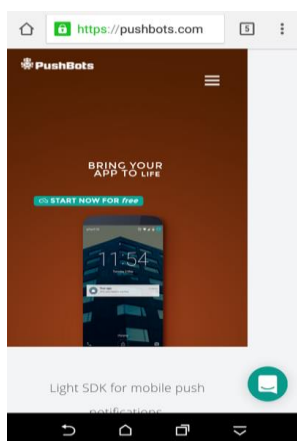 https://pushbots.com
5
PushBots
BRING YOUR
APP TO LIFE
START NOW FOR free
11:54
Light SDK for mobile push
notifications